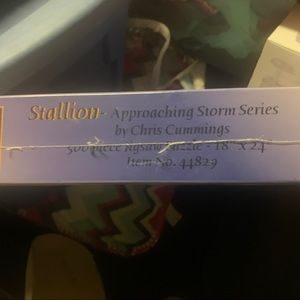 Stallion- Approaching Storm Series
by Chris Cummings
500 piece Jigsaw Puzzle - 18" x 24"
Item No. 44829